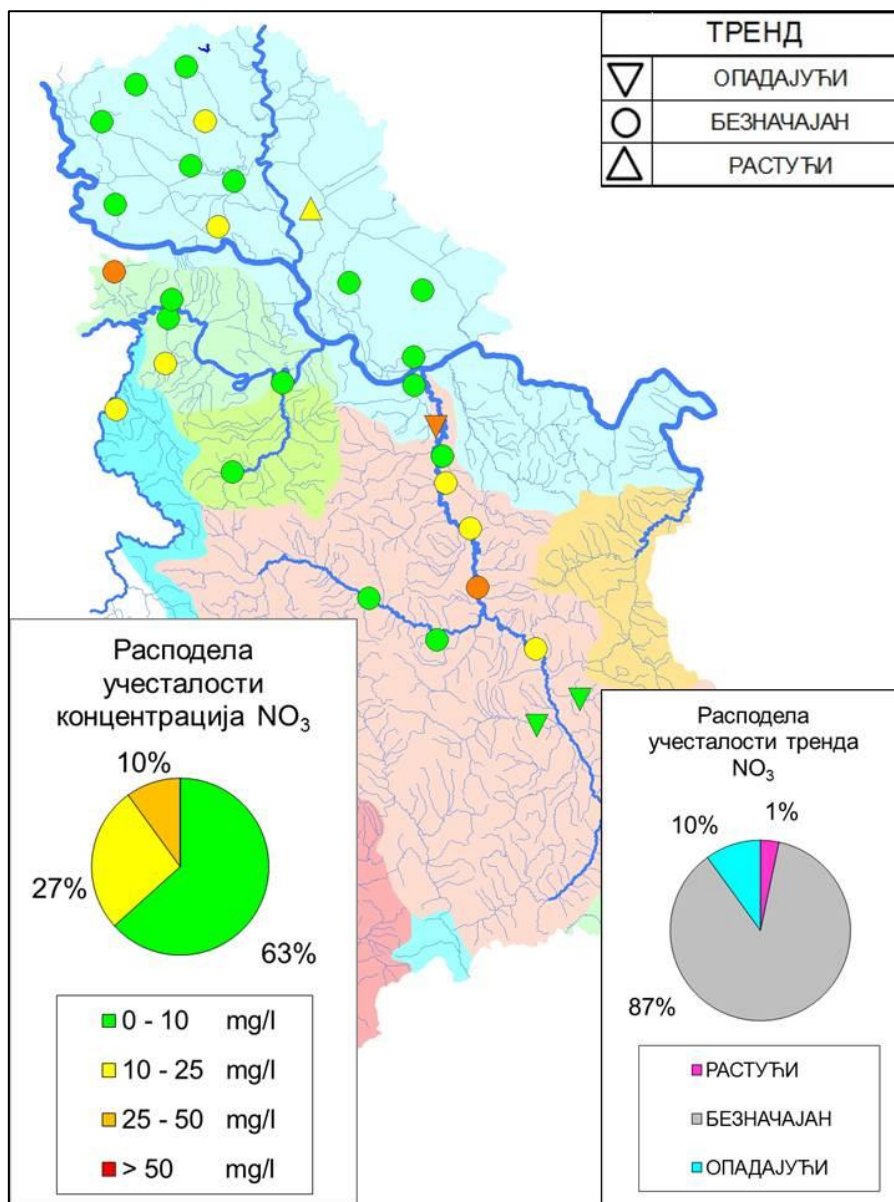 ТРЕНД
ОПАДАЈУЋИ
БЕЗНАЧАЈАН
РАСТУЋИ
Расподела
учесталости
концентрација NO₃
10%
27%
63%
0 - 10 mg/l
10 - 25 mg/l
25 - 50 mg/l
> 50 mg/l
Расподела
учесталости тренда
NO₃
1%
10%
87%
РАСТУЋИ
БЕЗНАЧАЈАН
ОПАДАЈУЋИ